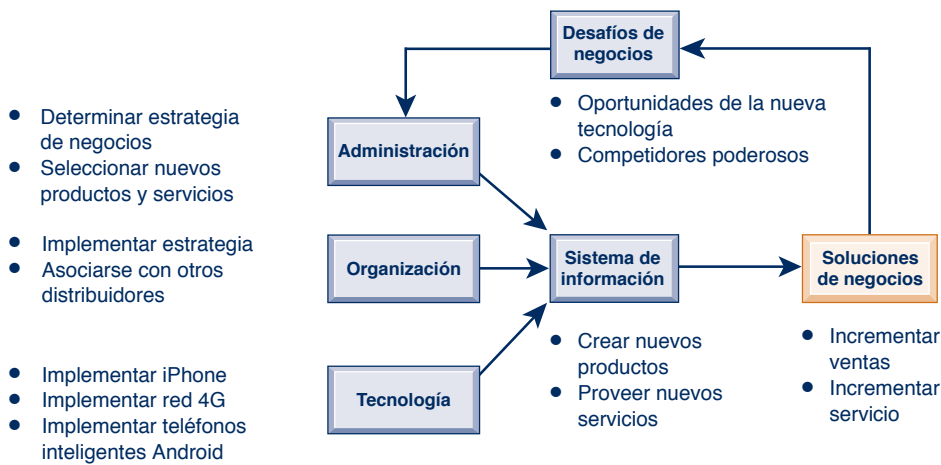 Desafíos de
negocios
● Oportunidades de la nueva
tecnología
● Competidores poderosos
● Determinar estrategia
de negocios
● Seleccionar nuevos
productos y servicios
Administración
● Implementar estrategia
● Asociarse con otros
distribuidores
Organización
Sistema de
información
Soluciones
de negocios
● Crear nuevos
productos
● Proveer nuevos
servicios
● Incrementar
ventas
● Incrementar
servicio
● Implementar iPhone
● Implementar red 4G
● Implementar teléfonos
inteligentes Android
Tecnología